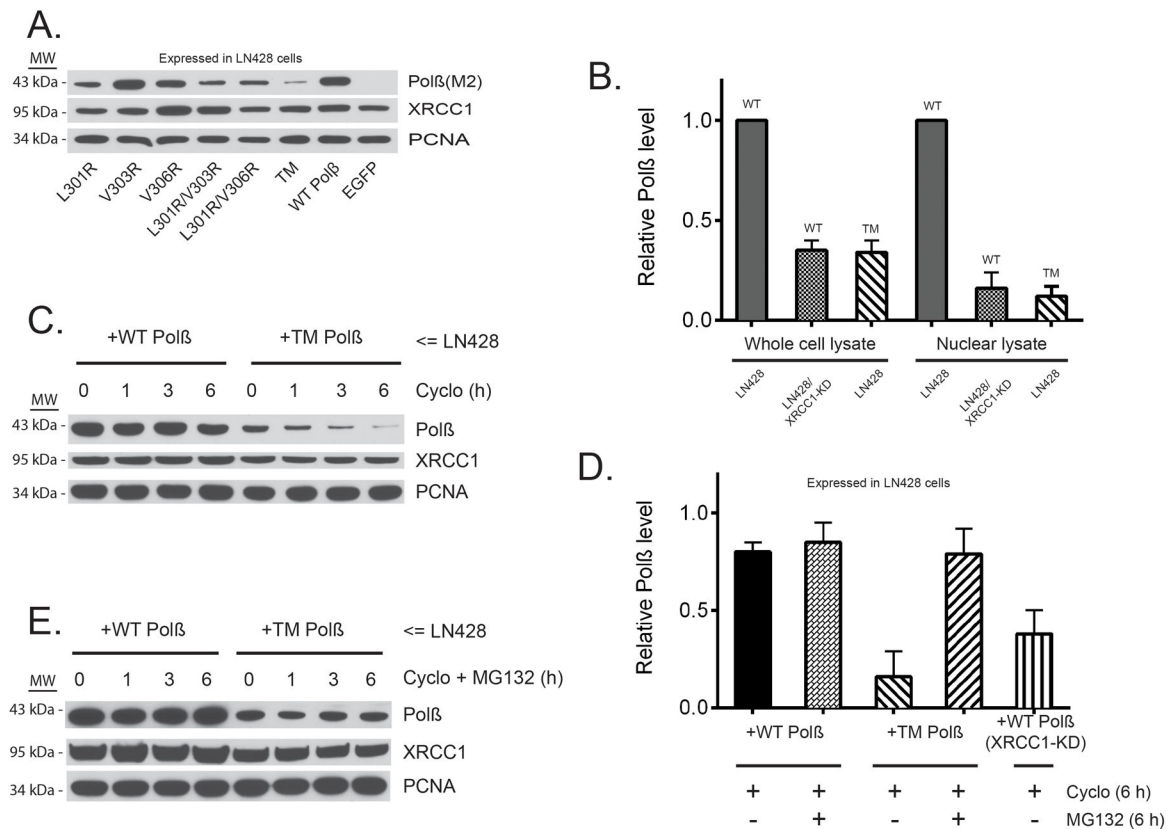 A.
MW
Expressed in LN428 cells
43 kDa -
Polß(M2)
95 kDa -
XRCC1
34 kDa -
PCNA
L301R
V303R
V306R
L301R/V303R
L301R/V306R
TM
WT Polß
EGFP
B.
Relative Polß level
1.0
0.5
0.0
WT
WT
TM
WT
WT
TM
Whole cell lysate
Nuclear lysate
LN428
LN428/
XRCC1-KD
LN428
LN428
LN428/
XRCC1-KD
LN428
C.
+WT Polß +TM Polß <= LN428
0 1 3 6 0 1 3 6 Cyclo (h)
MW
43 kDa -
Polß
95 kDa -
XRCC1
34 kDa -
PCNA
D.
Expressed in LN428 cells
Relative Polß level
1.0
0.5
0.0
+WT Polß
+TM Polß
+WT Polß
(XRCC1-KD)
+ + + + + Cyclo (6 h)
- + - + - MG132 (6 h)
E.
+WT Polß +TM Polß <= LN428
0 1 3 6 0 1 3 6 Cyclo + MG132 (h)
MW
43 kDa -
Polß
95 kDa -
XRCC1
34 kDa -
PCNA